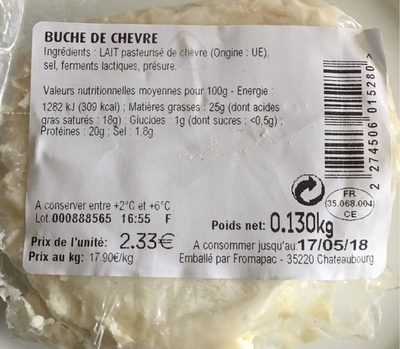 BUCHE DE CHEVRE
Ingrédients : LAIT pasteurisé de chevre (Origine : UE),
sel, ferments lactiques, présure.
Valeurs nutritionnelles moyennes pour 100g - Energie :
1282 kJ (309 kcal) ; Matières grasses : 25g (dont acides
gras saturés : 18g) ; Glucides : 1g (dont sucres : <0,5g) ;
Protéines : 20g ; Sel : 1,8g.
2 274506 015280 >
FR
(35.068.004)
CE
A conserver entre +2°C et +6°C
Lot 000888565 16:55 F
Poids net: 0.130kg
Prix de l'unité: 2.33€
A consommer jusqu'au 17/05/18
Prix au kg: 17.90€/kg
Emballé par Fromapac - 35220 Chateaubourg